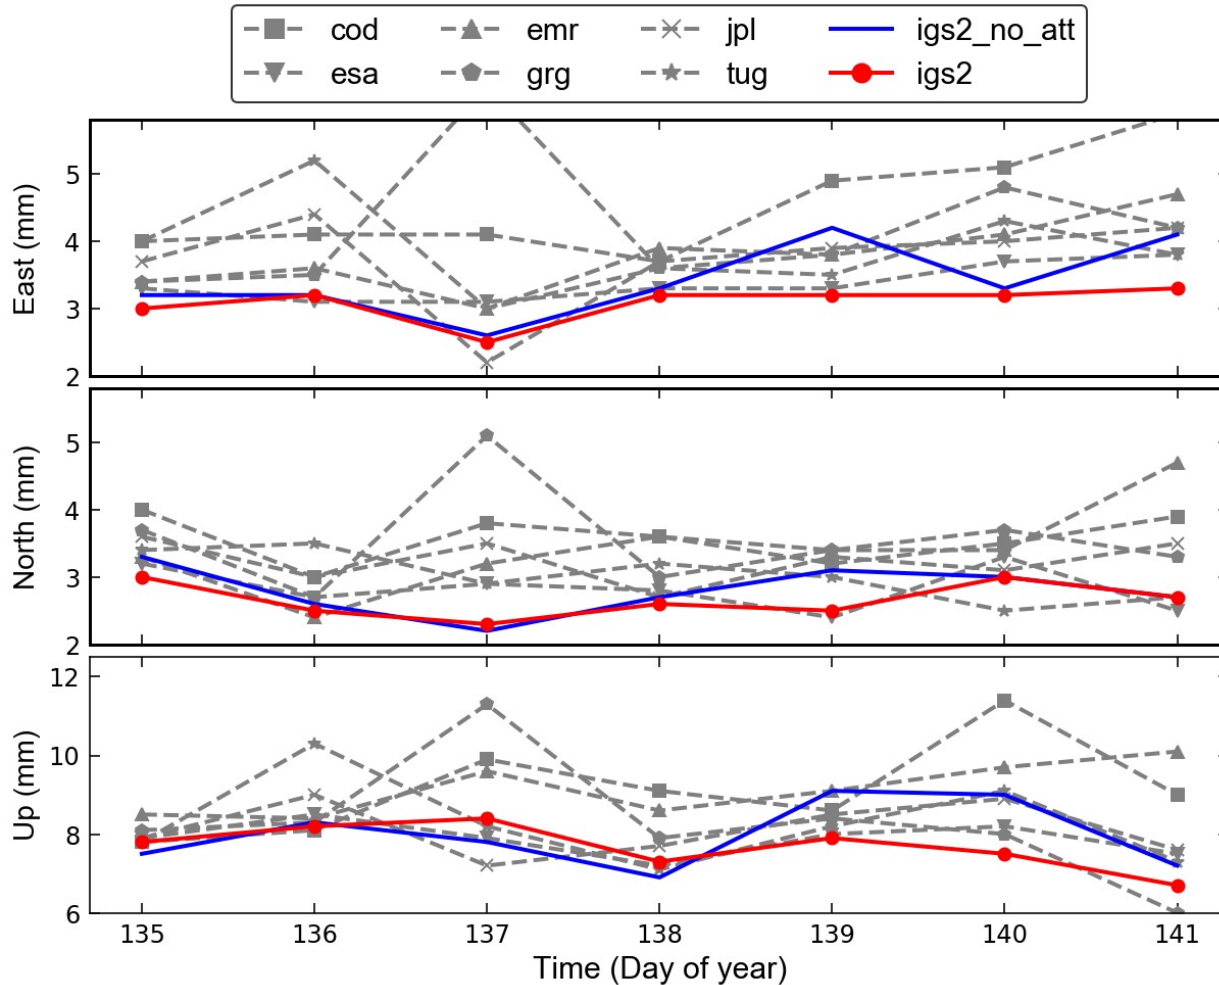 cod emr jpl igs2_no_att
esa grg tug igs2
East (mm)
5
4
3
2
North (mm)
5
4
3
2
Up (mm)
12
10
8
6
135 136 137 138 139 140 141
Time (Day of year)